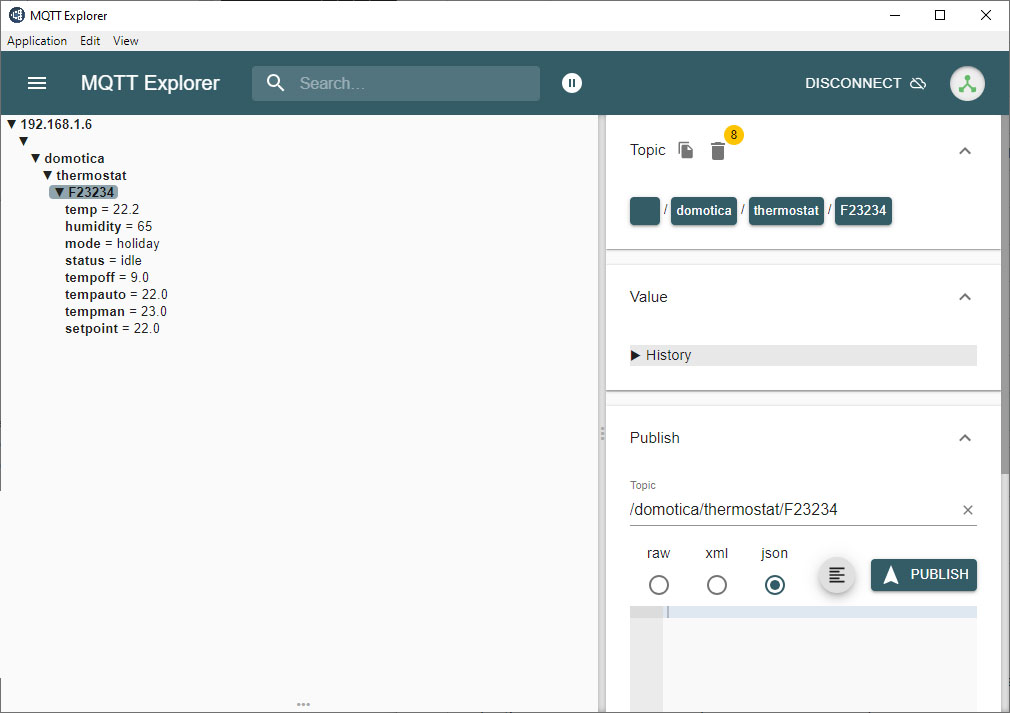 MQTT Explorer
Application Edit View
MQTT Explorer Search... DISCONNECT
▼ 192.168.1.6
▼
▼ domotica
▼ thermostat
▼ F23234
temp = 22.2
humidity = 65
mode = holiday
status = idle
tempoff = 9.0
tempauto = 22.0
tempman = 23.0
setpoint = 22.0
Topic 8
/ domotica / thermostat / F23234
Value
▶ History
Publish
Topic
/domotica/thermostat/F23234
raw xml json
PUBLISH